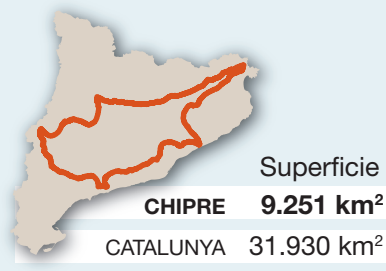 Superficie
CHIPRE 9.251 km²
CATALUNYA 31.930 km²